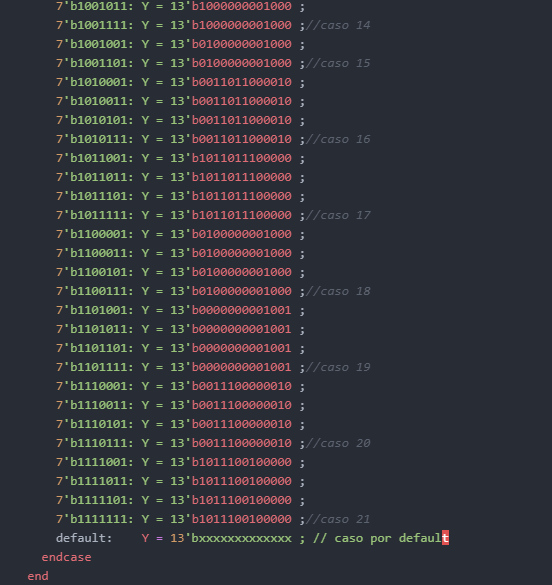 7'b1001011: Y = 13'b1000000001000 ;
7'b1001111: Y = 13'b1000000001000 ;//caso 14
7'b1001001: Y = 13'b0100000001000 ;
7'b1001101: Y = 13'b0100000001000 ;//caso 15
7'b1010001: Y = 13'b0011011000010 ;
7'b1010011: Y = 13'b0011011000010 ;
7'b1010101: Y = 13'b0011011000010 ;
7'b1010111: Y = 13'b0011011000010 ;//caso 16
7'b1011001: Y = 13'b1011011100000 ;
7'b1011011: Y = 13'b1011011100000 ;
7'b1011101: Y = 13'b1011011100000 ;
7'b1011111: Y = 13'b1011011100000 ;//caso 17
7'b1100001: Y = 13'b0100000001000 ;
7'b1100011: Y = 13'b0100000001000 ;
7'b1100101: Y = 13'b0100000001000 ;
7'b1100111: Y = 13'b0100000001000 ;//caso 18
7'b1101001: Y = 13'b0000000001001 ;
7'b1101011: Y = 13'b0000000001001 ;
7'b1101101: Y = 13'b0000000001001 ;
7'b1101111: Y = 13'b0000000001001 ;//caso 19
7'b1110001: Y = 13'b0011100000010 ;
7'b1110011: Y = 13'b0011100000010 ;
7'b1110101: Y = 13'b0011100000010 ;
7'b1110111: Y = 13'b0011100000010 ;//caso 20
7'b1111001: Y = 13'b1011100100000 ;
7'b1111011: Y = 13'b1011100100000 ;
7'b1111101: Y = 13'b1011100100000 ;
7'b1111111: Y = 13'b1011100100000 ;//caso 21
default:    Y = 13'bxxxxxxxxxxxxx ; // caso por default
endcase
end